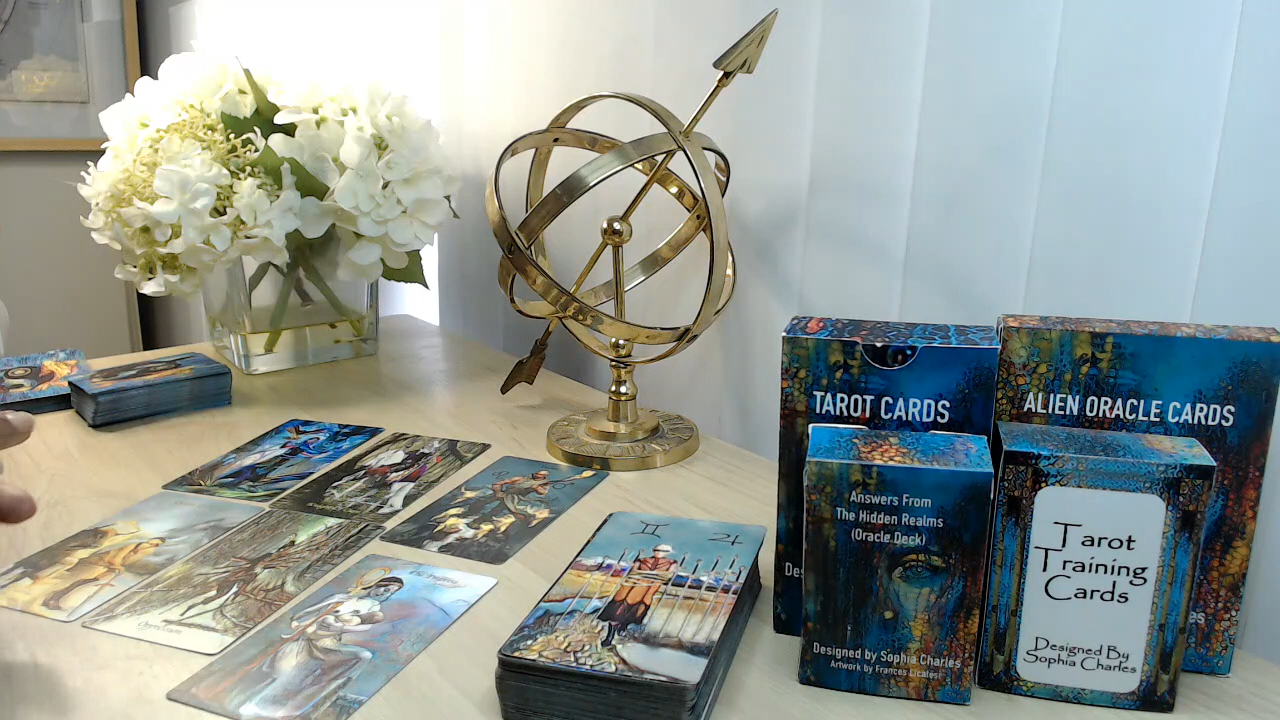 TAROT CARDS
ALIEN ORACLE CARDS
Answers From
The Hidden Realms
(Oracle Deck)
Designed by Sophia Charles
Artwork by Frances Licalesi
Tarot
Training
Cards
Designed By
Sophia Charles
♊ ♃